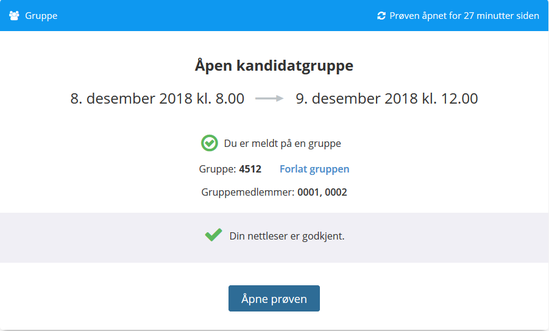 Gruppe Prøven åpnet for 27 minutter siden
Åpen kandidatgruppe
8. desember 2018 kl. 8.00 9. desember 2018 kl. 12.00
Du er meldt på en gruppe
Gruppe: 4512 Forlat gruppen
Gruppemedlemmer: 0001, 0002
Din nettleser er godkjent.
Åpne prøven